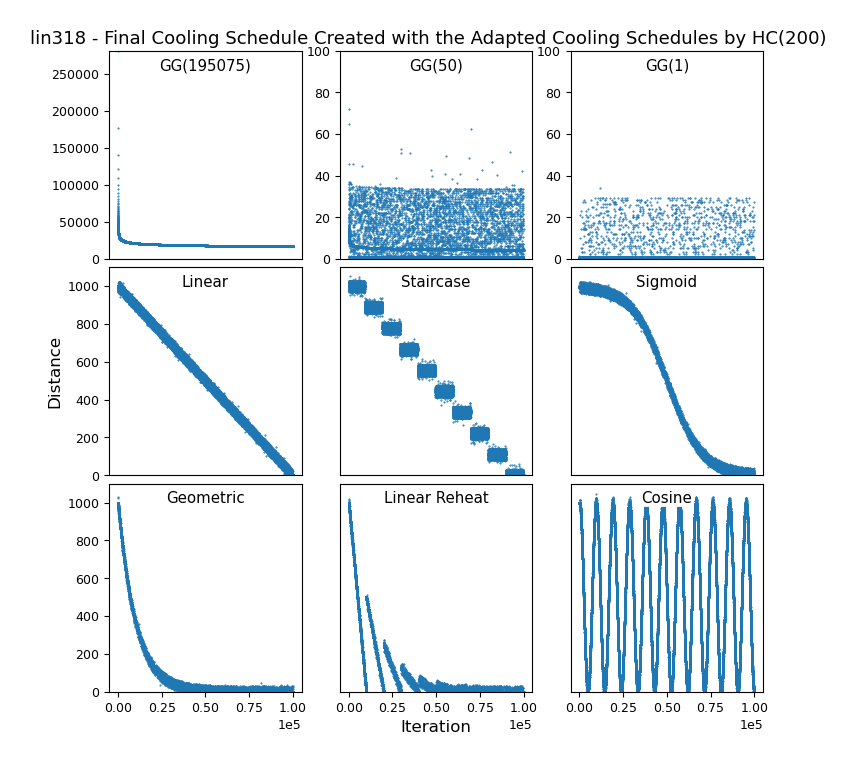 lin318 - Final Cooling Schedule Created with the Adapted Cooling Schedules by HC(200)
GG(195075) GG(50) GG(1)
250000
200000
150000
100000
50000
0
100
80
60
40
20
0
100
80
60
40
20
0
Linear Staircase Sigmoid
1000
800
600
400
200
0
Distance
Geometric Linear Reheat Cosine
1000
800
600
400
200
0
0.00 0.25 0.50 0.75 1.00
1e5
0.00 0.25 0.50 0.75 1.00
1e5
0.00 0.25 0.50 0.75 1.00
1e5
Iteration